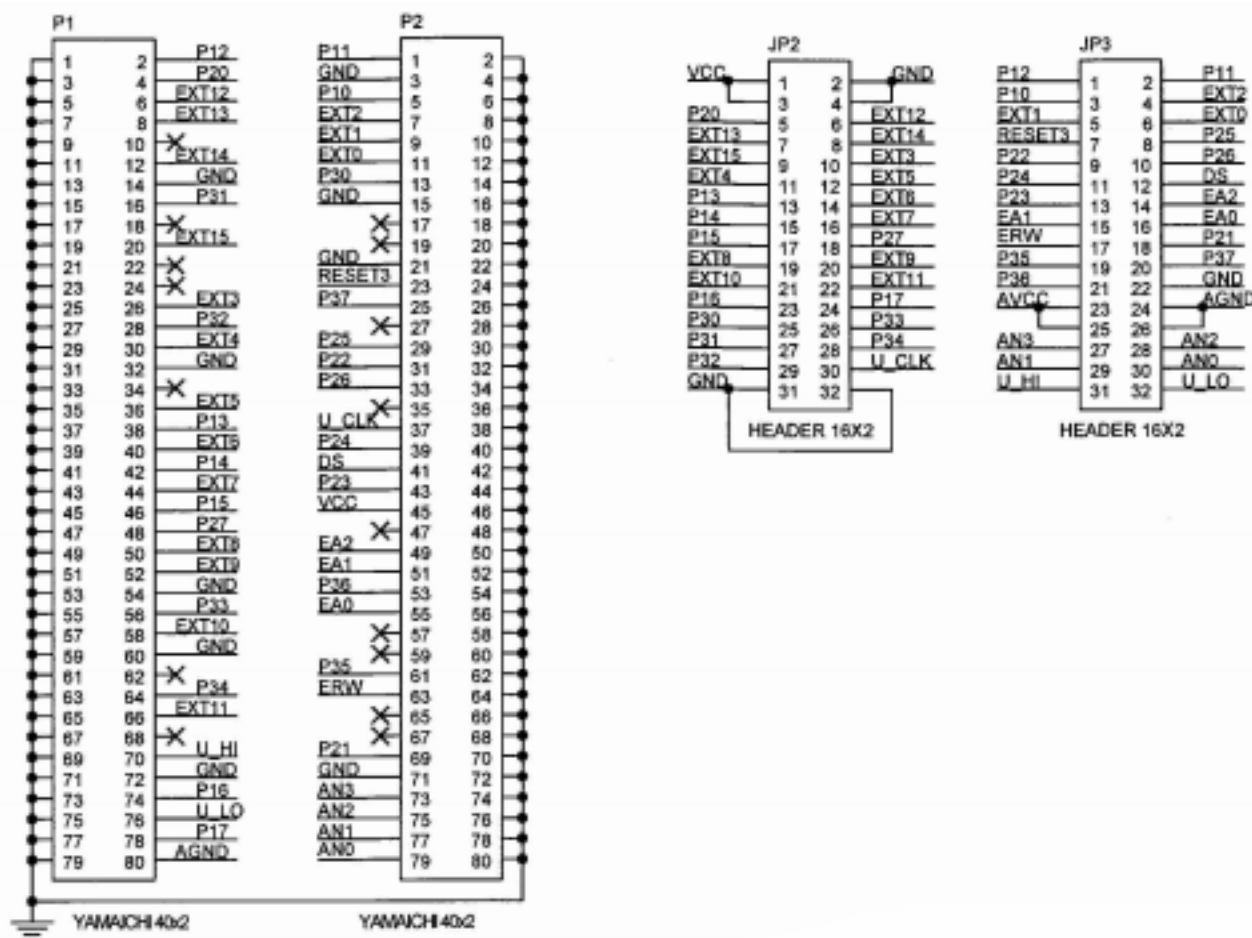 P1
1 2 P12
3 4 P20
5 6 EXT12
7 8 EXT13
9 10
11 12 EXT14
13 14 GND
15 16 P31
17 18
19 20 EXT15
21 22
23 24
25 26 EXT3
27 28 P32
29 30 EXT4
31 32 GND
33 34
35 36 EXT5
37 38 P13
39 40 EXT6
41 42 P14
43 44 EXT7
45 46 P15
47 48 P27
49 50 EXT8
51 52 EXT9
53 54 GND
55 56 P33
57 58 EXT10
59 60 GND
61 62
63 64 P34
65 66 EXT11
67 68
69 70 U_HI
71 72 GND
73 74 P16
75 76 U_LO
77 78 P17
79 80 AGND
YAMAICHI 40x2
P2
P11 1 2
GND 3 4
P10 5 6
EXT2 7 8
EXT1 9 10
EXT0 11 12
P30 13 14
GND 15 16
17 18
19 20
GND 21 22
RESET3 23 24
P37 25 26
27 28
P25 29 30
P22 31 32
P26 33 34
35 36
U_CLK 37 38
P24 39 40
DS 41 42
P23 43 44
VCC 45 46
47 48
EA2 49 50
EA1 51 52
P36 53 54
EA0 55 56
57 58
59 60
P35 61 62
ERW 63 64
65 66
67 68
P21 69 70
GND 71 72
AN3 73 74
AN2 75 76
AN1 77 78
AN0 79 80
YAMAICHI 40x2
JP2
VCC 1 2 GND
3 4
P20 5 6 EXT12
EXT13 7 8 EXT14
EXT15 9 10 EXT3
EXT4 11 12 EXT5
P13 13 14 EXT6
P14 15 16 EXT7
P15 17 18 P27
EXT8 19 20 EXT9
EXT10 21 22 EXT11
P16 23 24 P17
P30 25 26 P33
P31 27 28 P34
P32 29 30 U_CLK
GND 31 32
HEADER 16X2
JP3
P12 1 2 P11
P10 3 4 EXT2
EXT1 5 6 EXT0
RESET3 7 8 P25
P22 9 10 P26
P24 11 12 DS
P23 13 14 EA2
EA1 15 16 EA0
ERW 17 18 P21
P35 19 20 P37
P36 21 22 GND
AVCC 23 24 AGND
25 26
AN3 27 28 AN2
AN1 29 30 AN0
U_HI 31 32 U_LO
HEADER 16X2